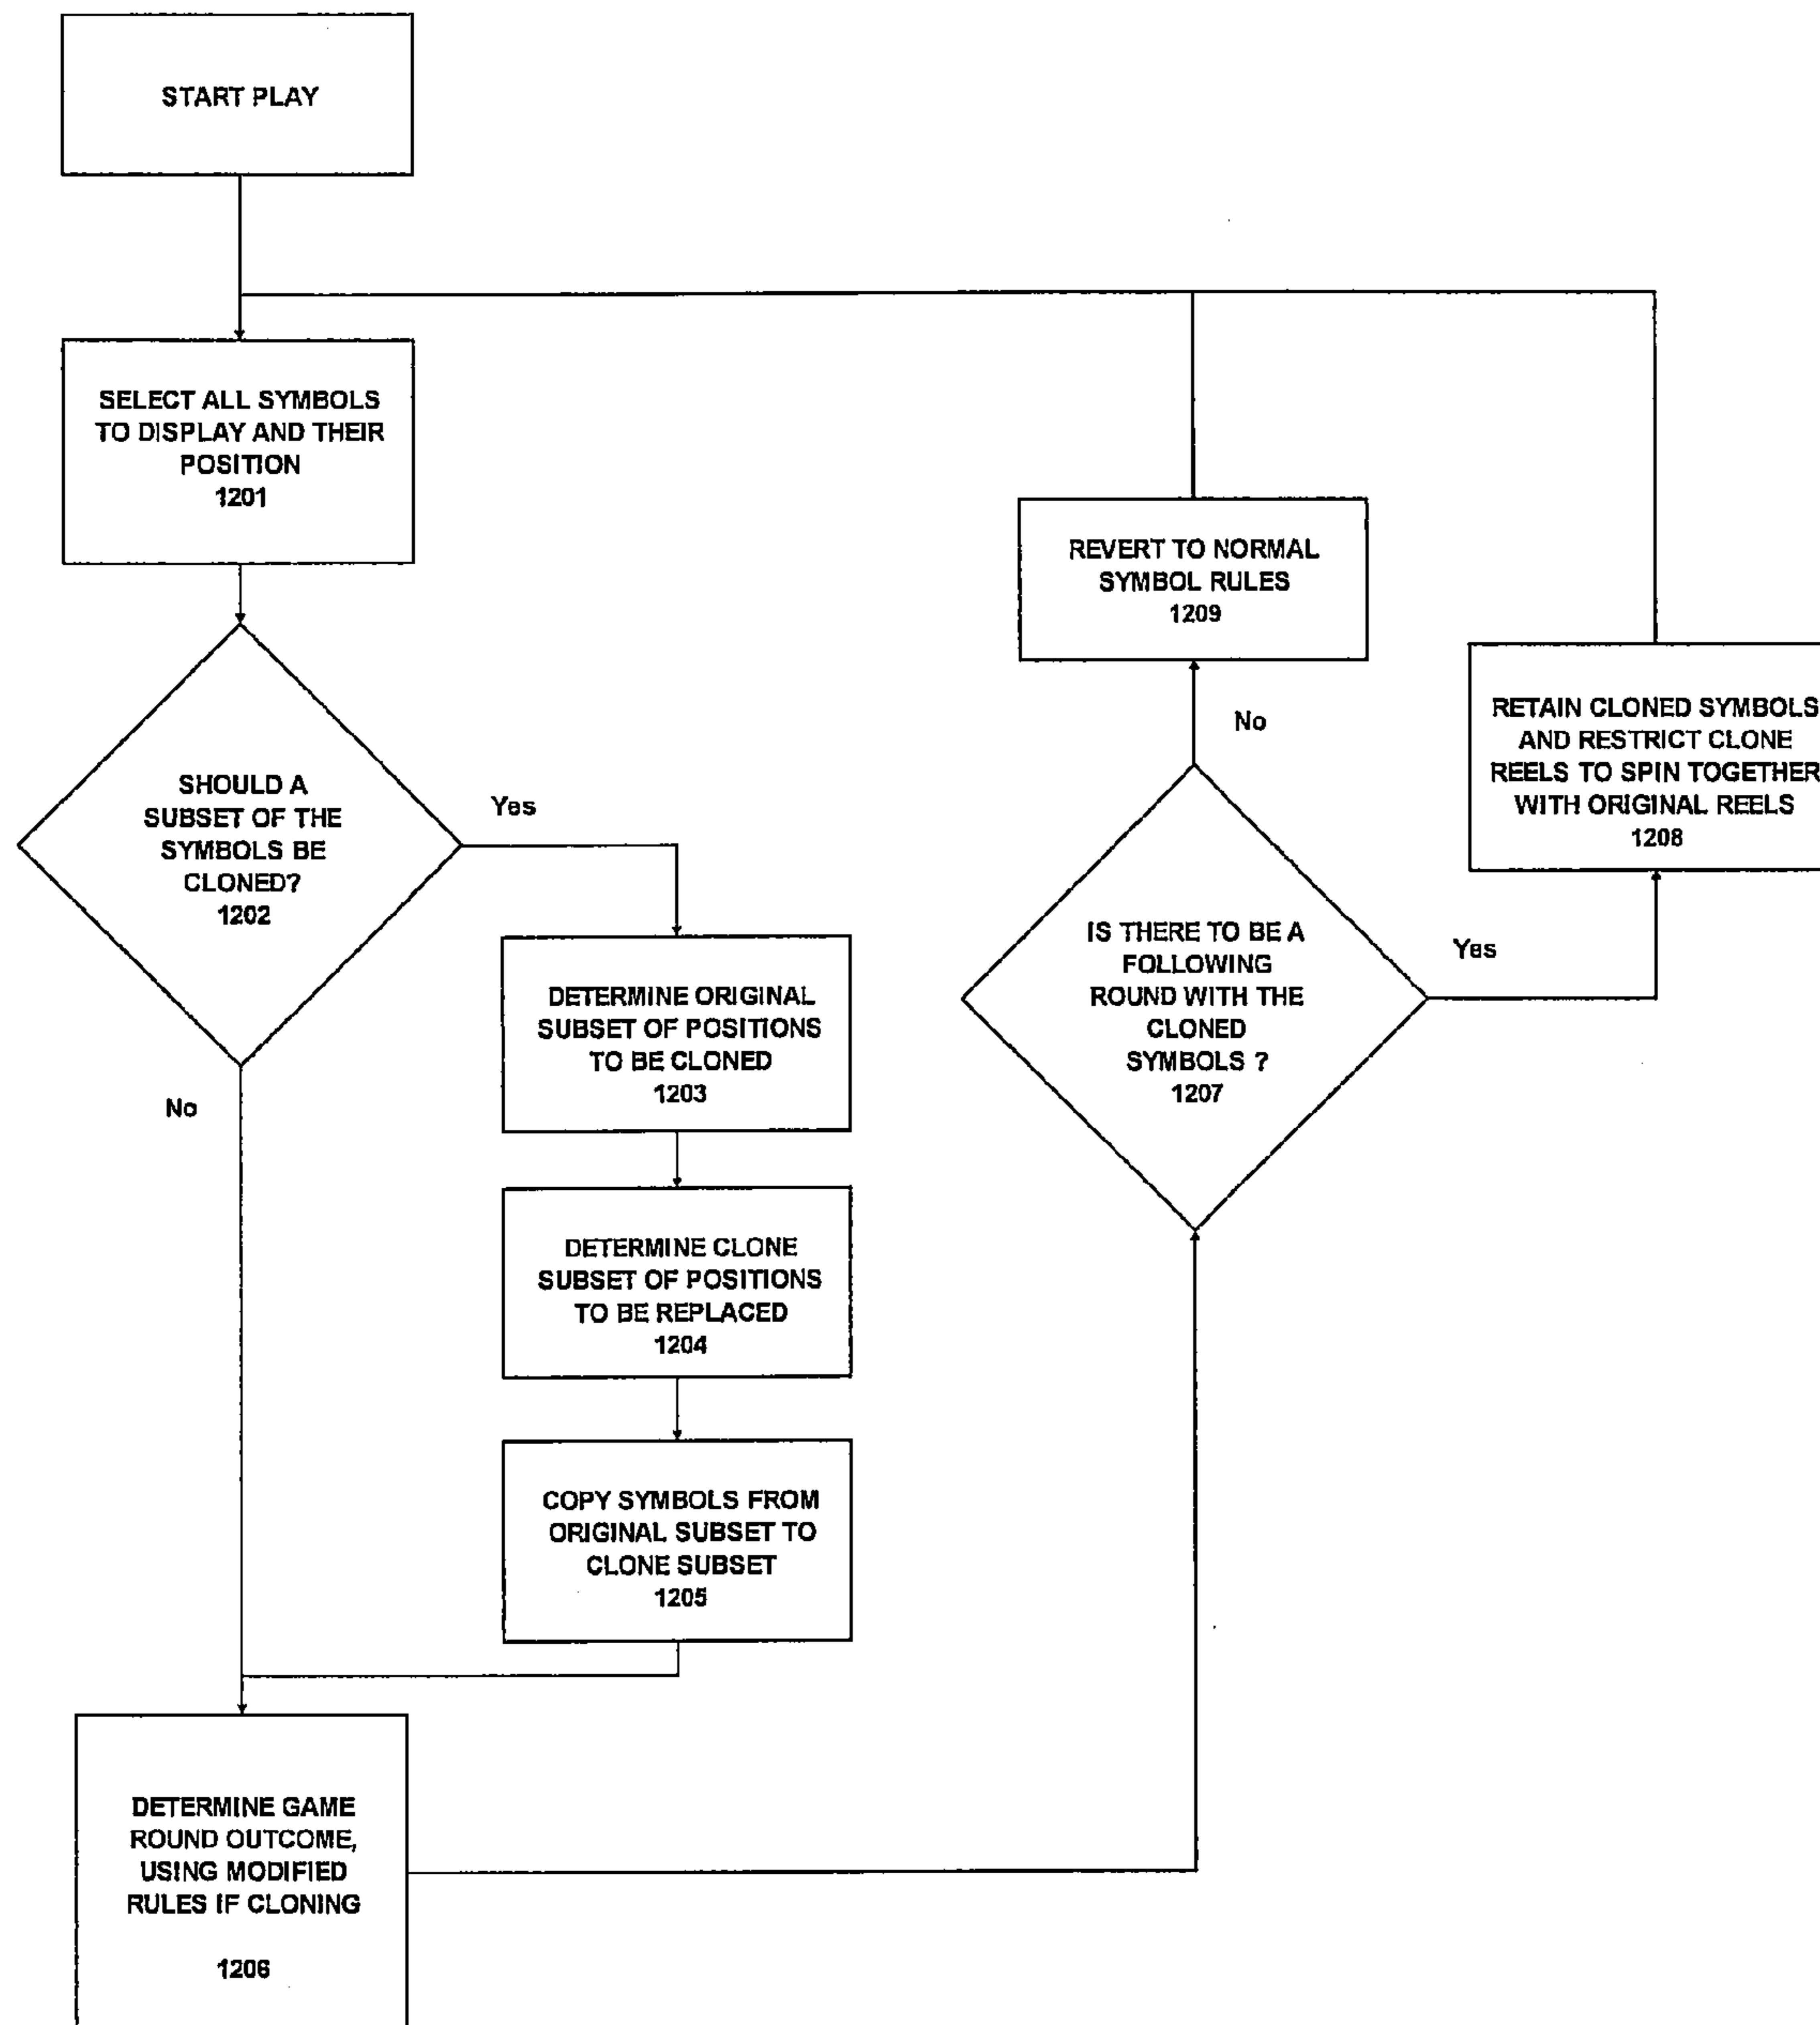 START PLAY
SELECT ALL SYMBOLS
TO DISPLAY AND THEIR
POSITION
1201
SHOULD A
SUBSET OF THE
SYMBOLS BE
CLONED?
1202
Yes
No
DETERMINE ORIGINAL
SUBSET OF POSITIONS
TO BE CLONED
1203
DETERMINE CLONE
SUBSET OF POSITIONS
TO BE REPLACED
1204
COPY SYMBOLS FROM
ORIGINAL SUBSET TO
CLONE SUBSET
1205
DETERMINE GAME
ROUND OUTCOME,
USING MODIFIED
RULES IF CLONING
1206
IS THERE TO BE A
FOLLOWING
ROUND WITH THE
CLONED
SYMBOLS ?
1207
No
Yes
REVERT TO NORMAL
SYMBOL RULES
1209
RETAIN CLONED SYMBOLS
AND RESTRICT CLONE
REELS TO SPIN TOGETHER
WITH ORIGINAL REELS
1208